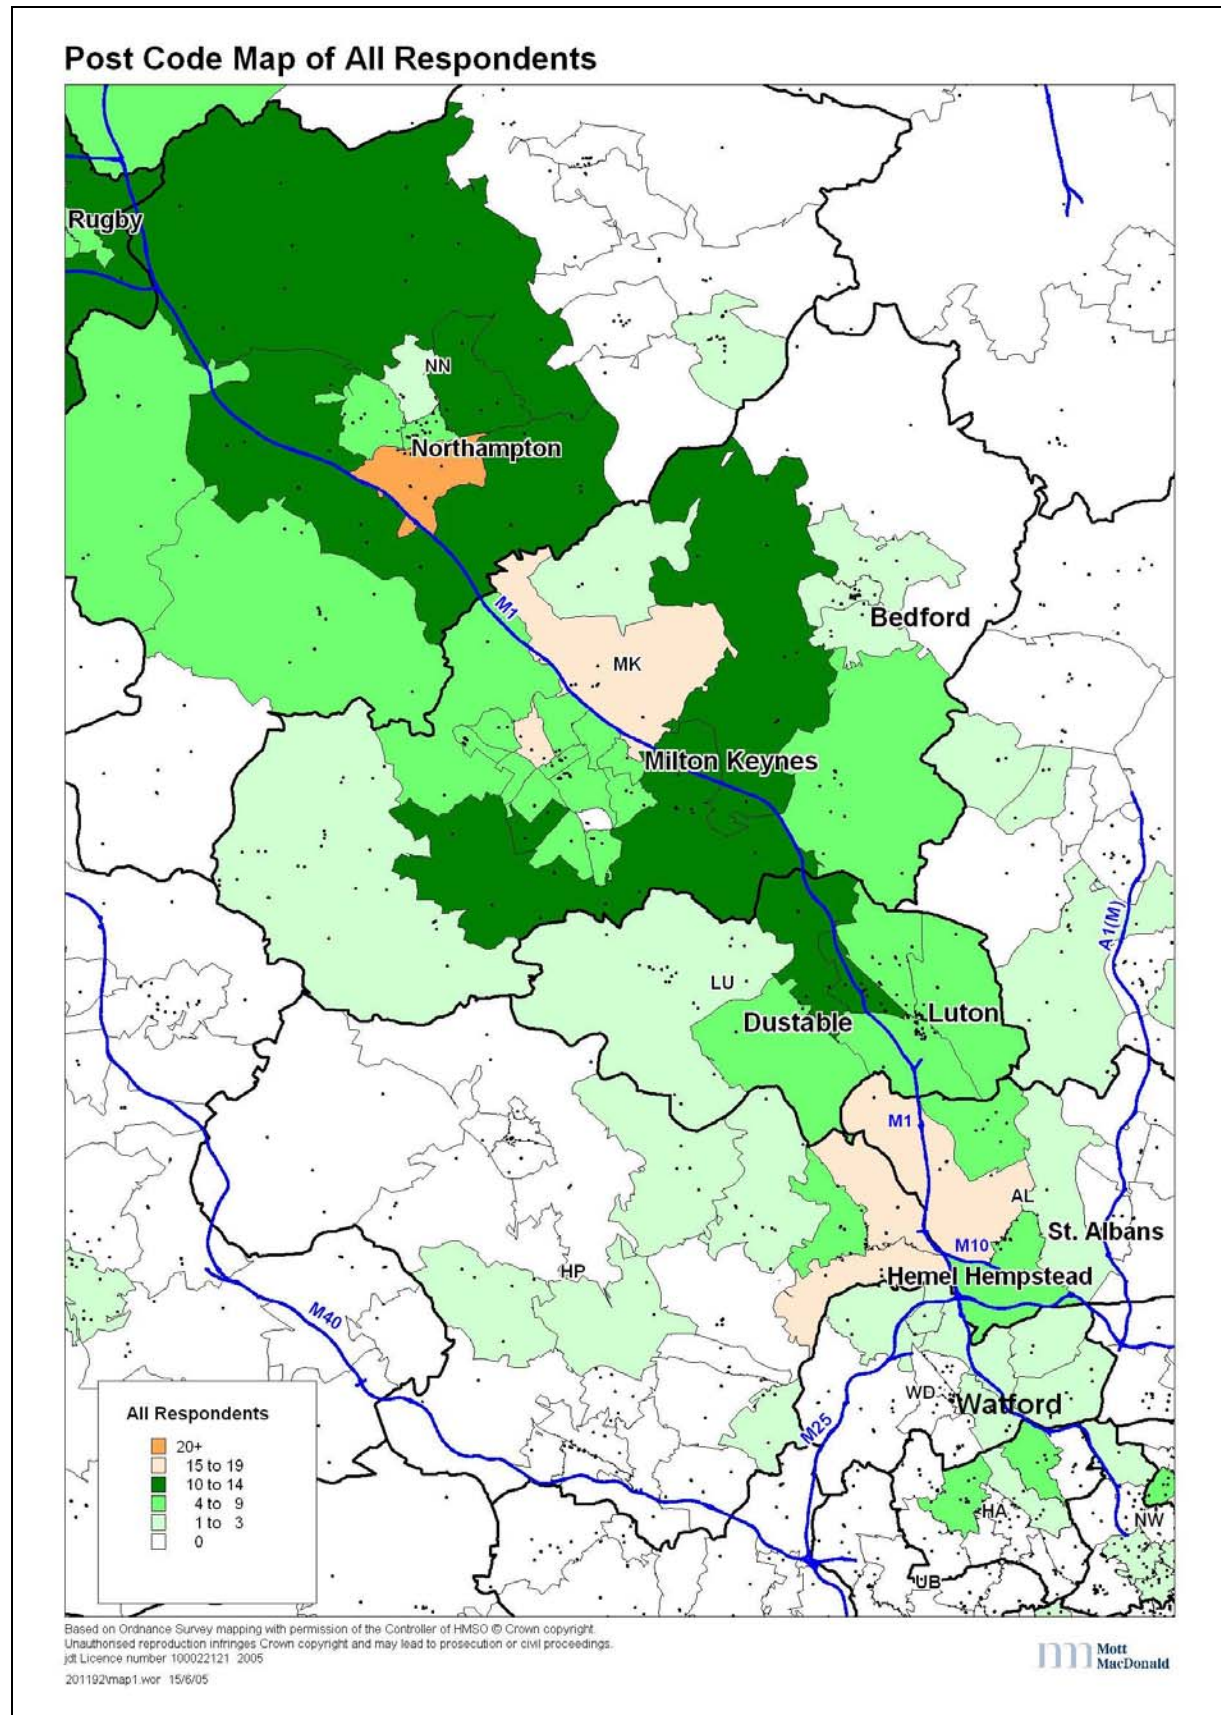 Post Code Map of All Respondents
Rugby
NN
Northampton
M1
Bedford
MK
Milton Keynes
A1(M)
LU
Luton
Dustable
M1
AL
St. Albans
M10
Hemel Hempstead
HP
M40
WD
Watford
M25
HA
NW
UB
All Respondents
20+
15 to 19
10 to 14
4 to 9
1 to 3
0
Based on Ordnance Survey mapping with permission of the Controller of HMSO © Crown copyright.
Unauthorised reproduction infringes Crown copyright and may lead to prosecution or civil proceedings.
jdt Licence number 100022121 2005
201192\map1.wor 15/6/05
Mott
MacDonald